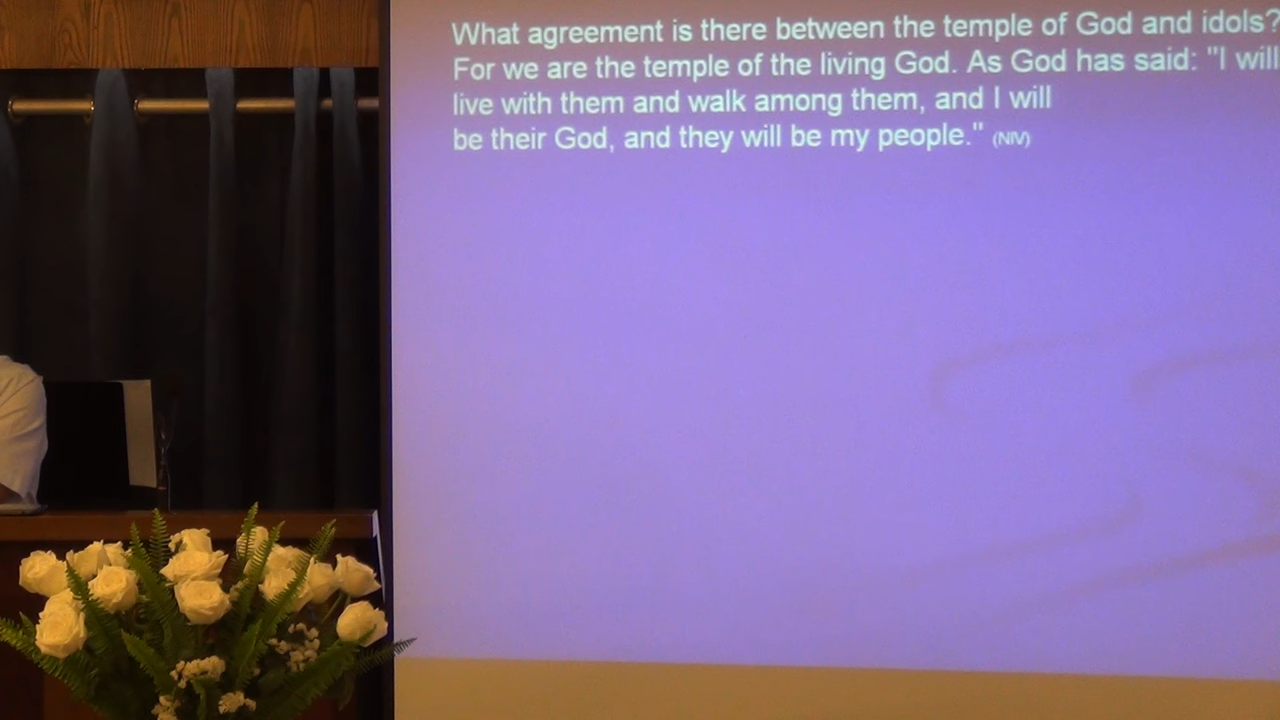 What agreement is there between the temple of God and idols?
For we are the temple of the living God. As God has said: "I will
live with them and walk among them, and I will
be their God, and they will be my people." (NIV)